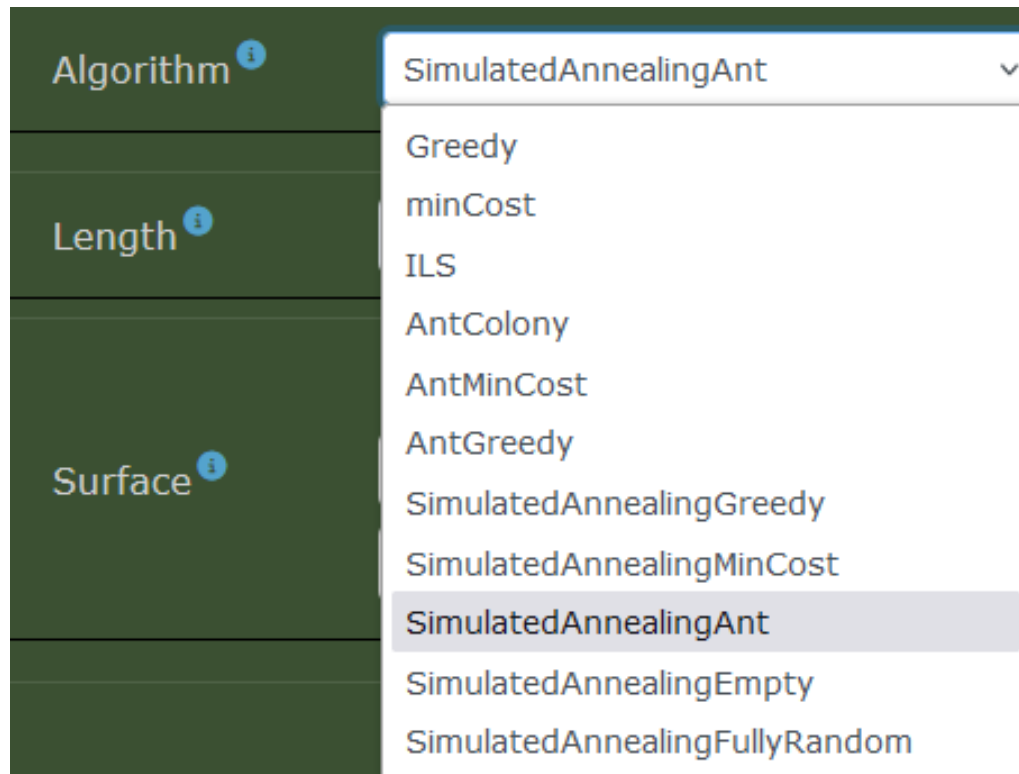 Algorithm
SimulatedAnnealingAnt
Greedy
minCost
Length
ILS
AntColony
AntMinCost
AntGreedy
Surface
SimulatedAnnealingGreedy
SimulatedAnnealingMinCost
SimulatedAnnealingAnt
SimulatedAnnealingEmpty
SimulatedAnnealingFullyRandom